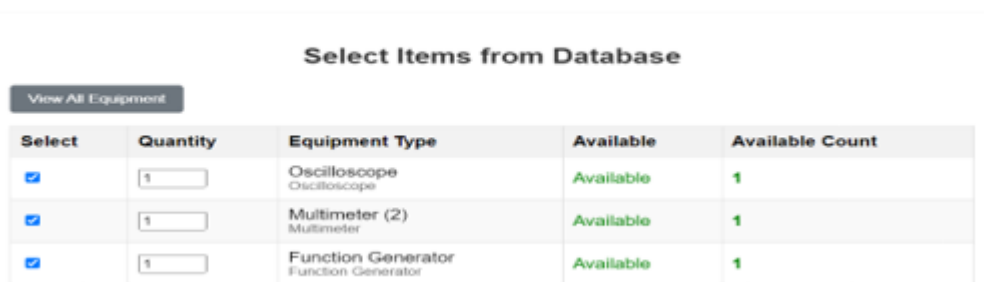 Select Items from Database
View All Equipment
Select Quantity Equipment Type Available Available Count
1 Oscilloscope Available 1
Oscilloscope
1 Multimeter (2) Available 1
Multimeter
1 Function Generator Available 1
Function Generator